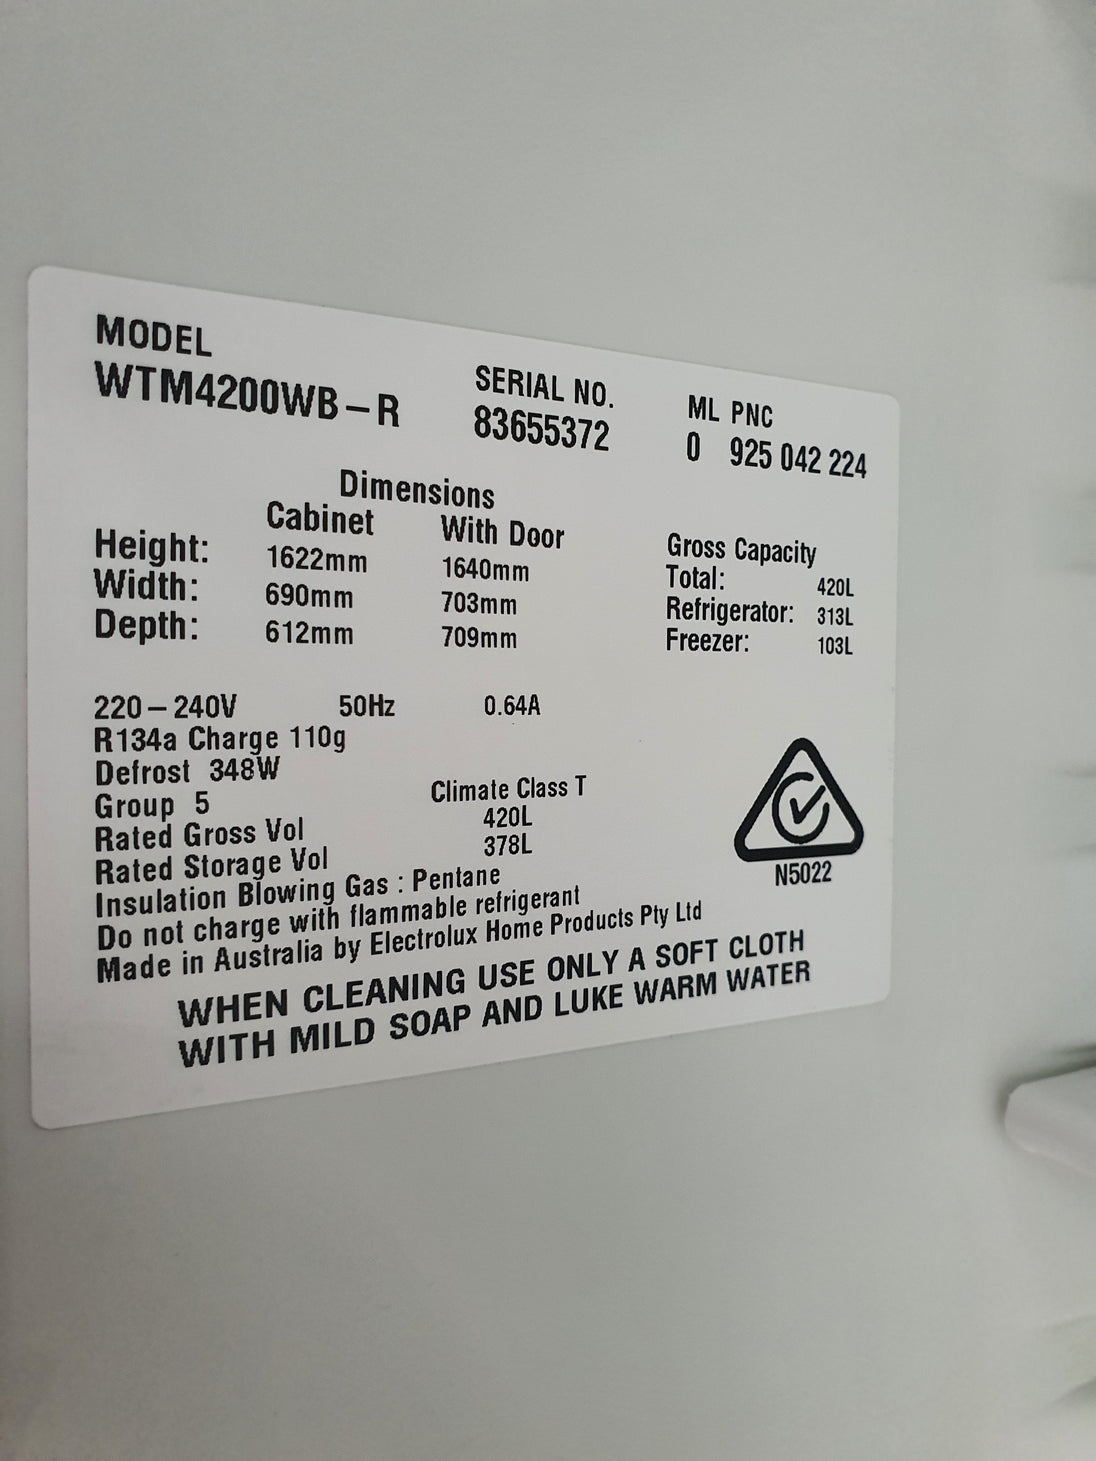 MODEL SERIAL NO. ML PNC
WTM4200WB-R 83655372 0 925 042 224
Dimensions
Cabinet With Door
Height: 1622mm 1640mm
Width: 690mm 703mm
Depth: 612mm 709mm
Gross Capacity
Total: 420L
Refrigerator: 313L
Freezer: 103L
220-240V 50Hz 0.64A
R134a Charge 110g
Defrost 348W
Group 5 Climate Class T
Rated Gross Vol 420L
Rated Storage Vol 378L
Insulation Blowing Gas : Pentane
Do not charge with flammable refrigerant
Made in Australia by Electrolux Home Products Pty Ltd
N5022
WHEN CLEANING USE ONLY A SOFT CLOTH
WITH MILD SOAP AND LUKE WARM WATER